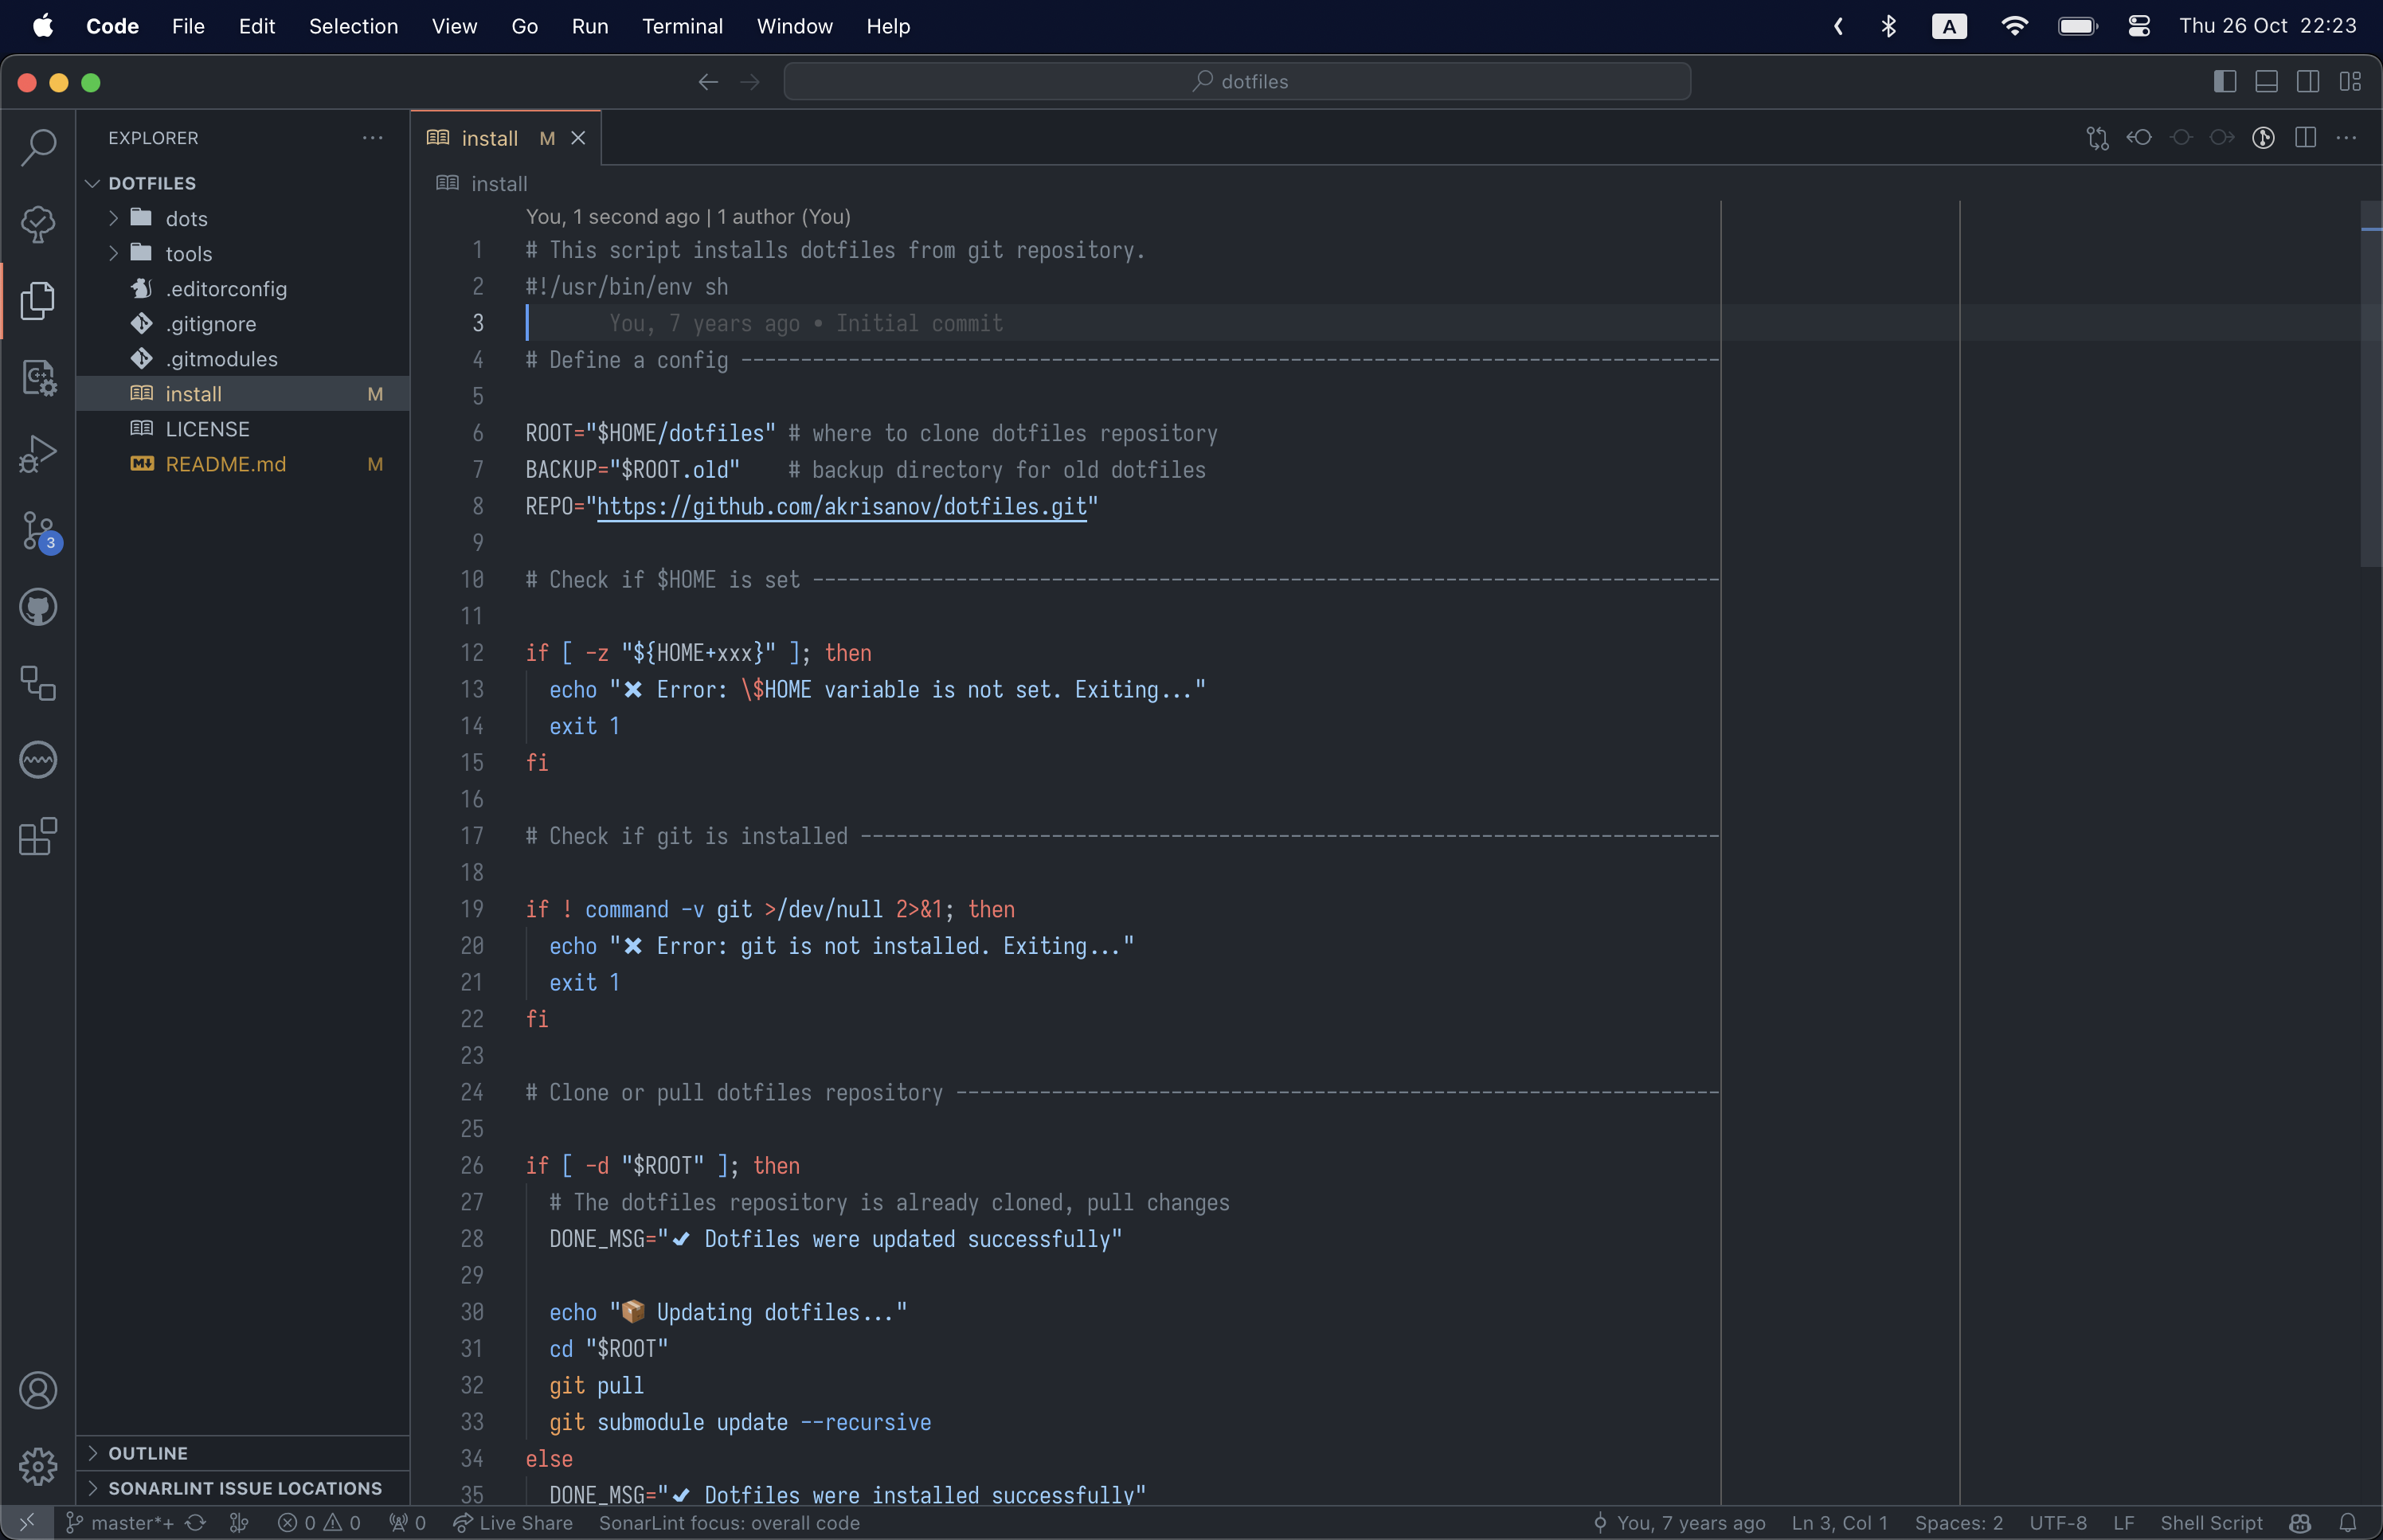 Code File Edit Selection View Go Run Terminal Window Help A Thu 26 Oct 22:23
dotfiles
EXPLORER
DOTFILES
dots
tools
.editorconfig
.gitignore
.gitmodules
install M
LICENSE
README.md M
3
OUTLINE
SONARLINT ISSUE LOCATIONS
install M
install
You, 1 second ago | 1 author (You)
1 # This script installs dotfiles from git repository.
2 #!/usr/bin/env sh
3 You, 7 years ago • Initial commit
4 # Define a config ----------------------------------------------------------------------------------
5
6 ROOT="$HOME/dotfiles" # where to clone dotfiles repository
7 BACKUP="$ROOT.old"    # backup directory for old dotfiles
8 REPO="https://github.com/akrisanov/dotfiles.git"
9
10 # Check if $HOME is set ----------------------------------------------------------------------------
11
12 if [ -z "${HOME+xxx}" ]; then
13   echo "✖ Error: \$HOME variable is not set. Exiting..."
14   exit 1
15 fi
16
17 # Check if git is installed ------------------------------------------------------------------------
18
19 if ! command -v git >/dev/null 2>&1; then
20   echo "✖ Error: git is not installed. Exiting..."
21   exit 1
22 fi
23
24 # Clone or pull dotfiles repository ----------------------------------------------------------------
25
26 if [ -d "$ROOT" ]; then
27   # The dotfiles repository is already cloned, pull changes
28   DONE_MSG="✔ Dotfiles were updated successfully"
29
30   echo "📦 Updating dotfiles..."
31   cd "$ROOT"
32   git pull
33   git submodule update --recursive
34 else
35   DONE_MSG="✔ Dotfiles were installed successfully"
master*+ 0 0 0 Live Share SonarLint focus: overall code You, 7 years ago Ln 3, Col 1 Spaces: 2 UTF-8 LF Shell Script